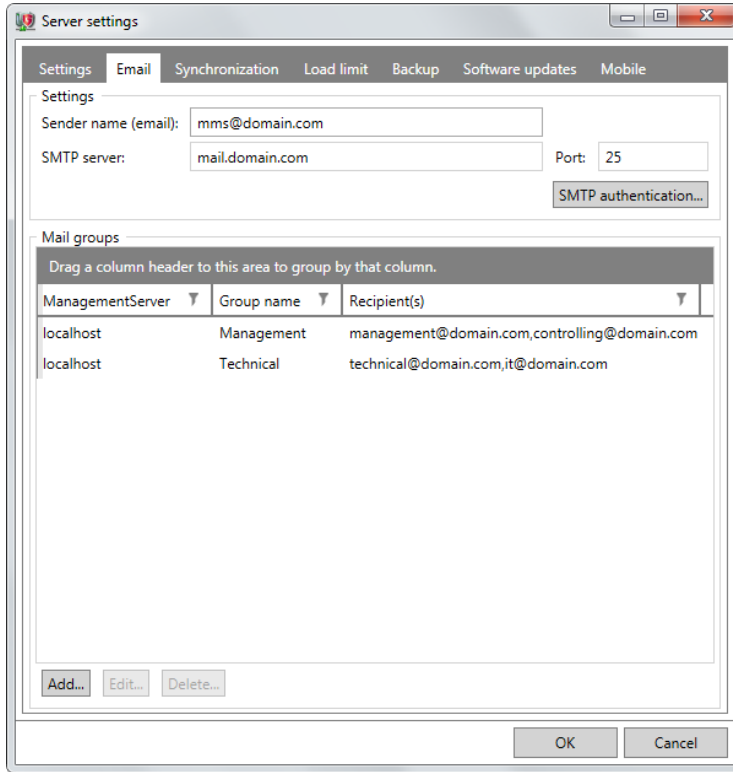 Server settings
Settings Email Synchronization Load limit Backup Software updates Mobile
Settings
Sender name (email): mms@domain.com
SMTP server: mail.domain.com Port: 25
SMTP authentication...
Mail groups
Drag a column header to this area to group by that column.
ManagementServer Group name Recipient(s)
localhost Management management@domain.com,controlling@domain.com
localhost Technical technical@domain.com,it@domain.com
Add... Edit... Delete...
OK Cancel